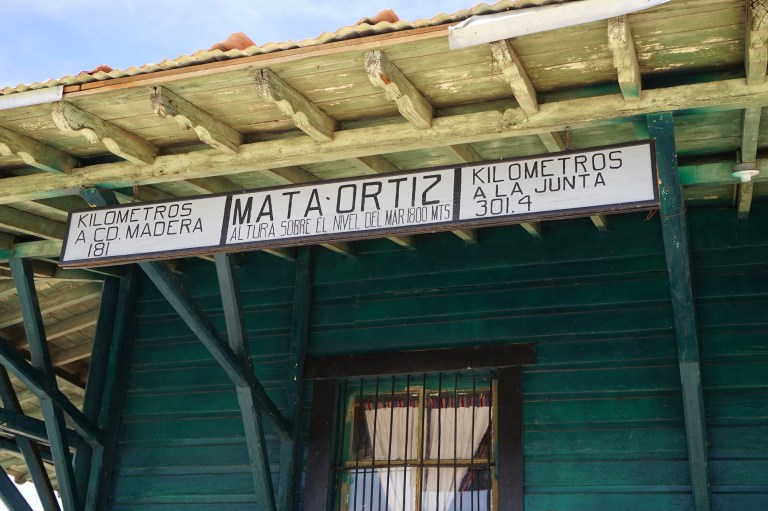 KILOMETROS
A CD. MADERA
181
MATA-ORTIZ
ALTURA SOBRE EL NIVEL DEL MAR 1800 MTS
KILOMETROS
A LA JUNTA
301.4